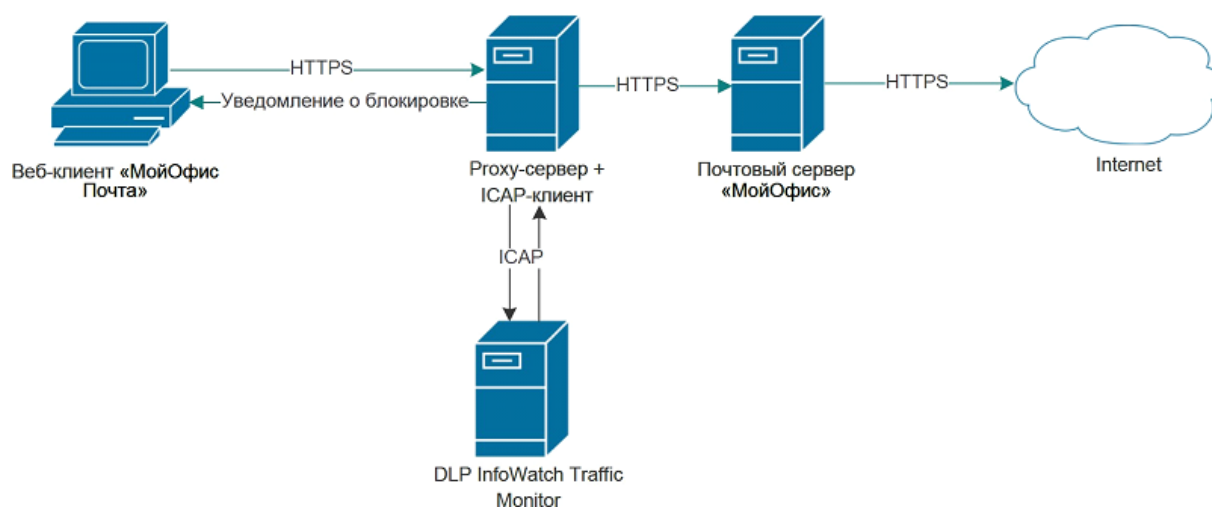 HTTPS
HTTPS
HTTPS
Уведомление о блокировке
Веб-клиент «МойОфис
Почта»
Proxy-сервер +
ICAP-клиент
Почтовый сервер
«МойОфис»
Internet
ICAP
DLP InfoWatch Traffic
Monitor